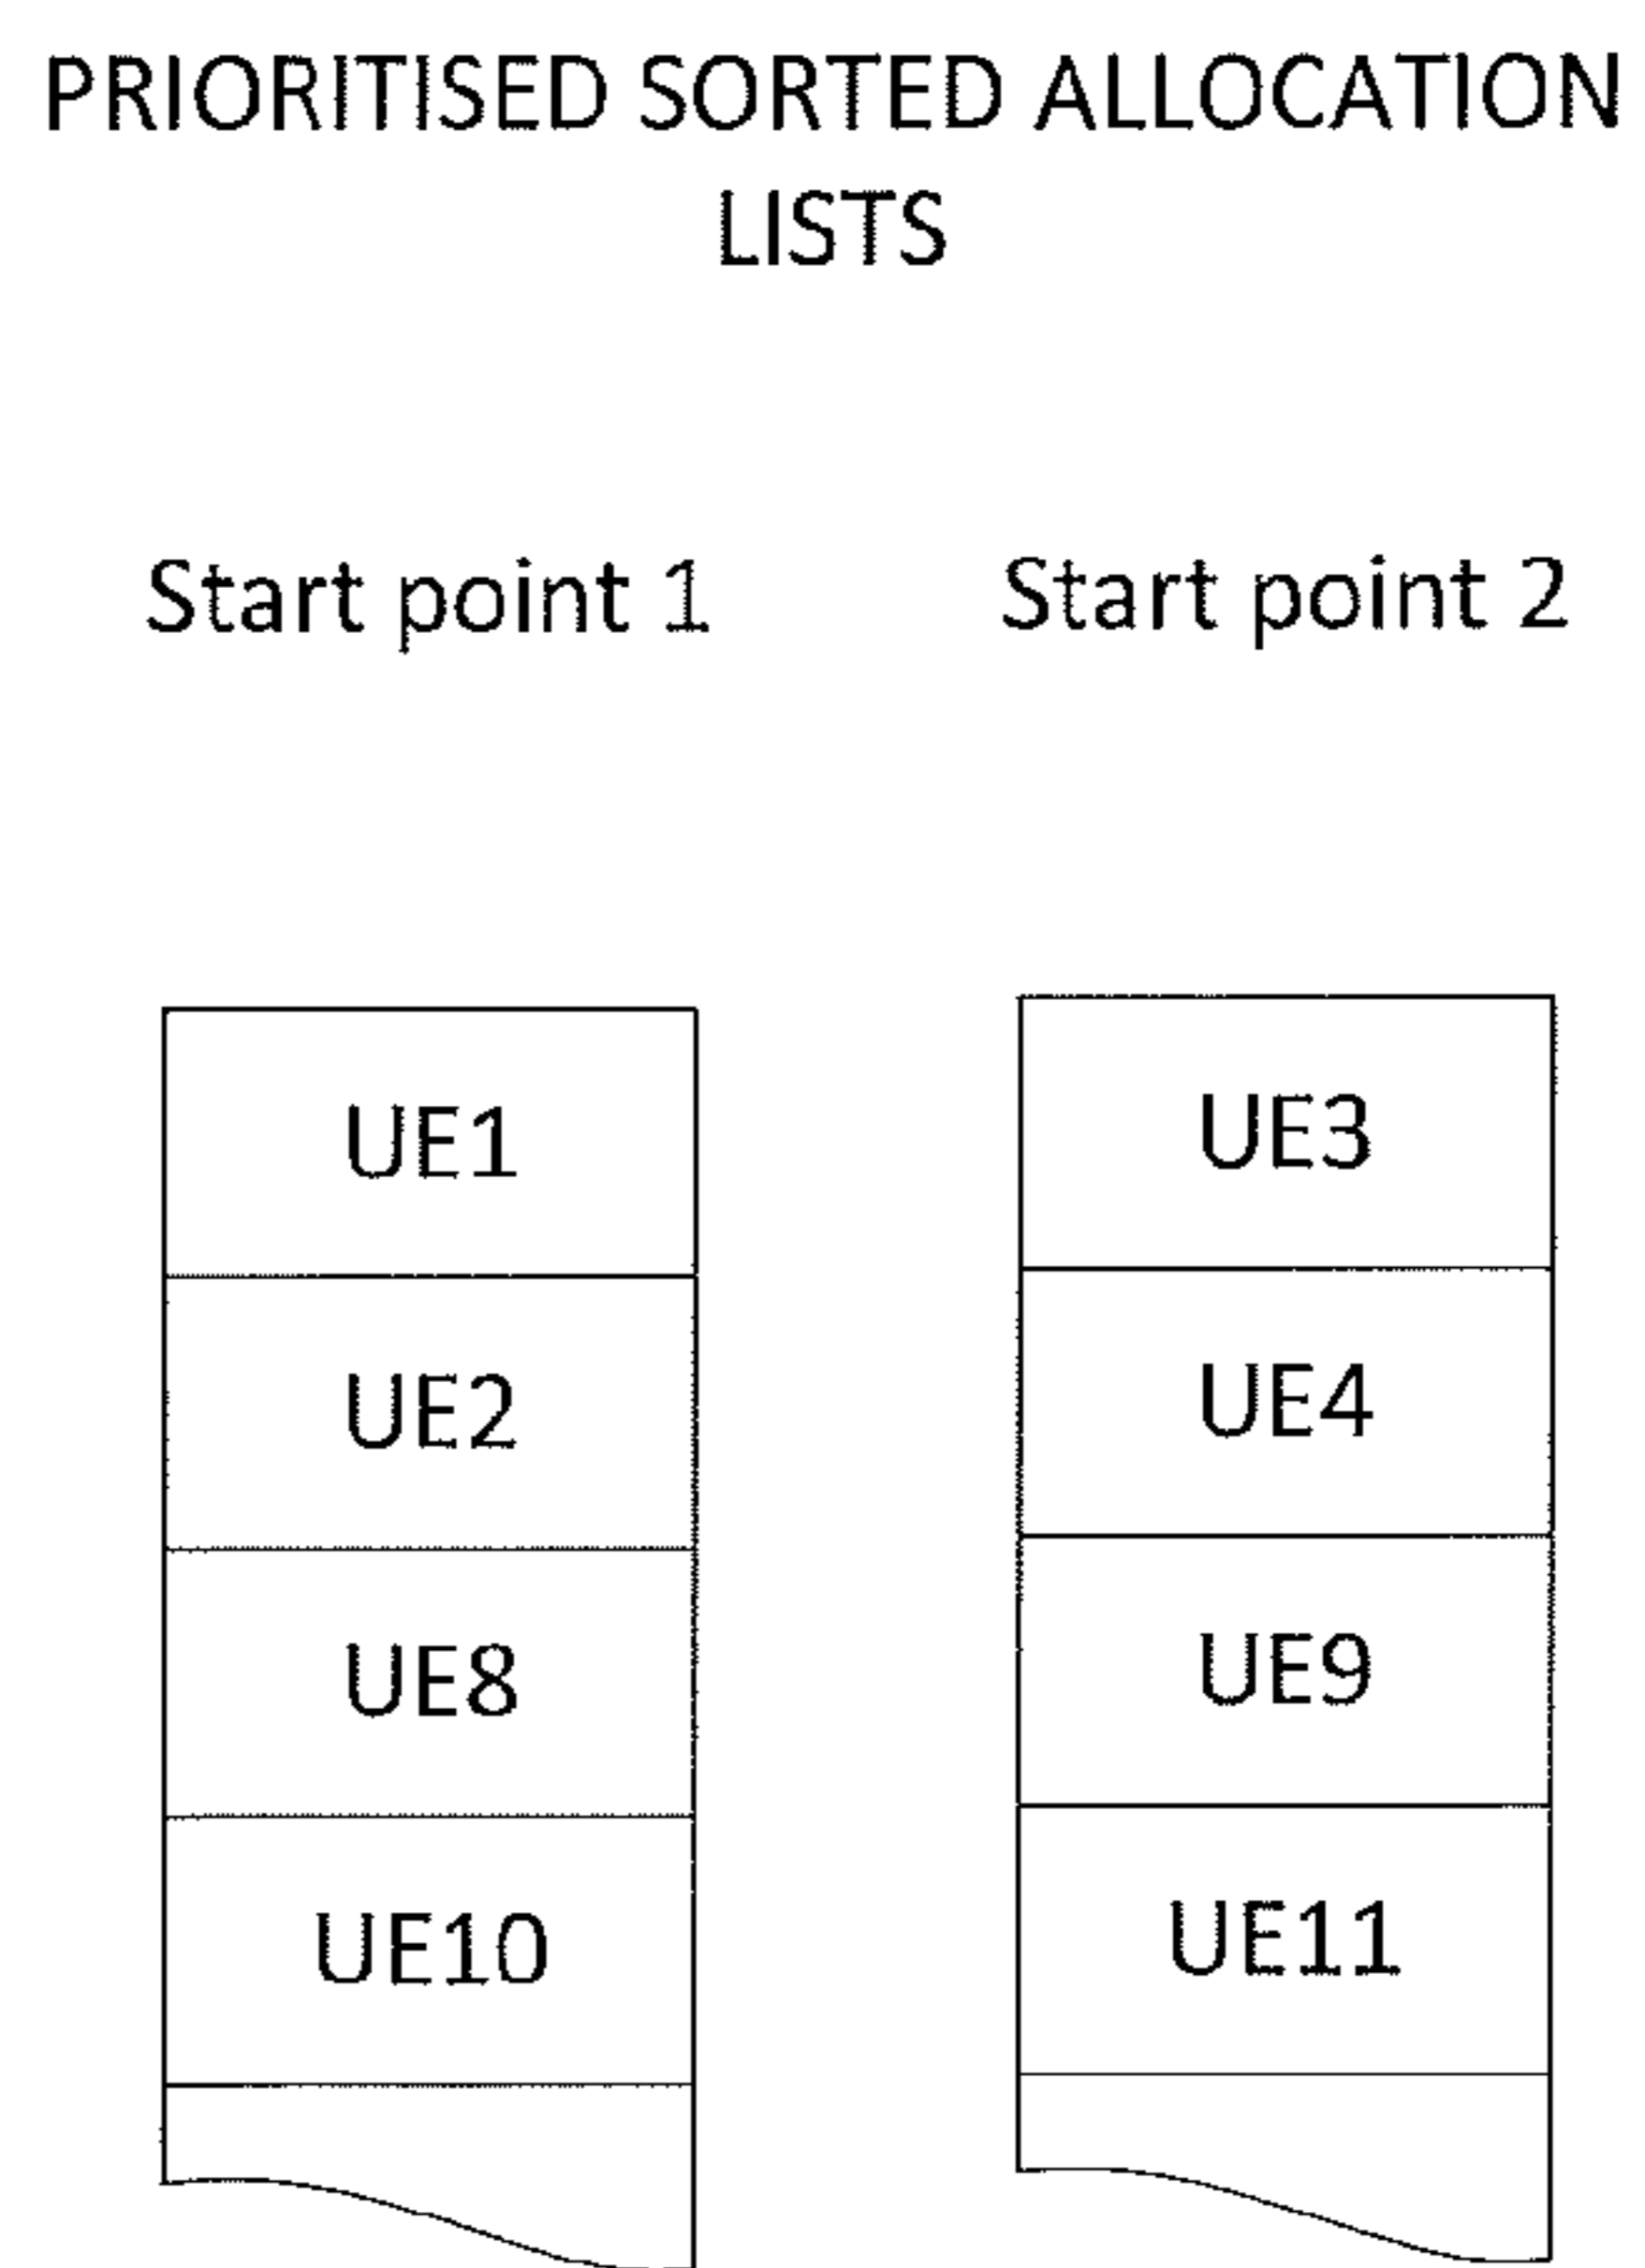 PRIORITISED SORTED ALLOCATION
LISTS
Start point 1
UE1
UE2
UE8
UE10
Start point 2
UE3
UE4
UE9
UE11